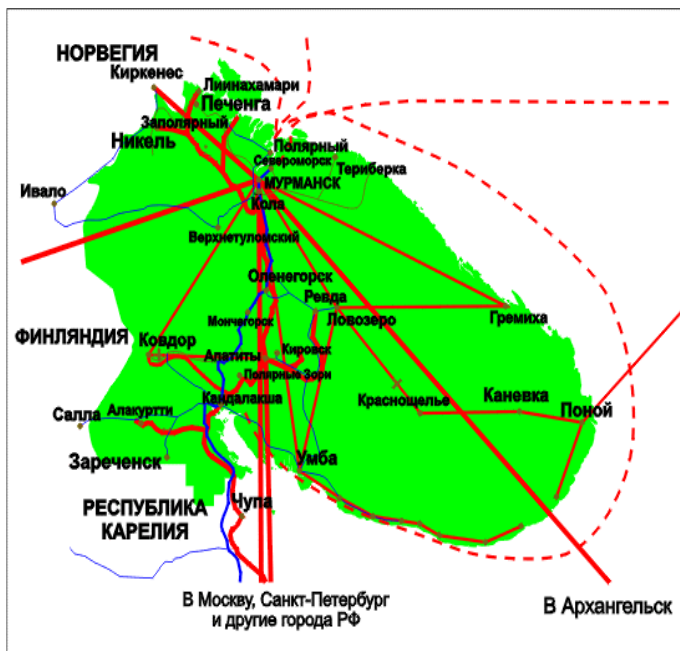 НОРВЕГИЯ
Киркенес
Лиинахамари
Печенга
Заполярный
Никель
Полярный
Североморск
Териберка
МУРМАНСК
Ивало
Кола
Верхнетуломский
Оленегорск
Ревда
Мончегорск
Ловозеро
Гремиха
ФИНЛЯНДИЯ
Ковдор
Апатиты
Кировск
Полярные Зори
Краснощелье
Каневка
Поной
Кандалакша
Салла
Алакуртти
Зареченск
Умба
Чупа
РЕСПУБЛИКА
КАРЕЛИЯ
В Москву, Санкт-Петербург
и другие города РФ
В Архангельск